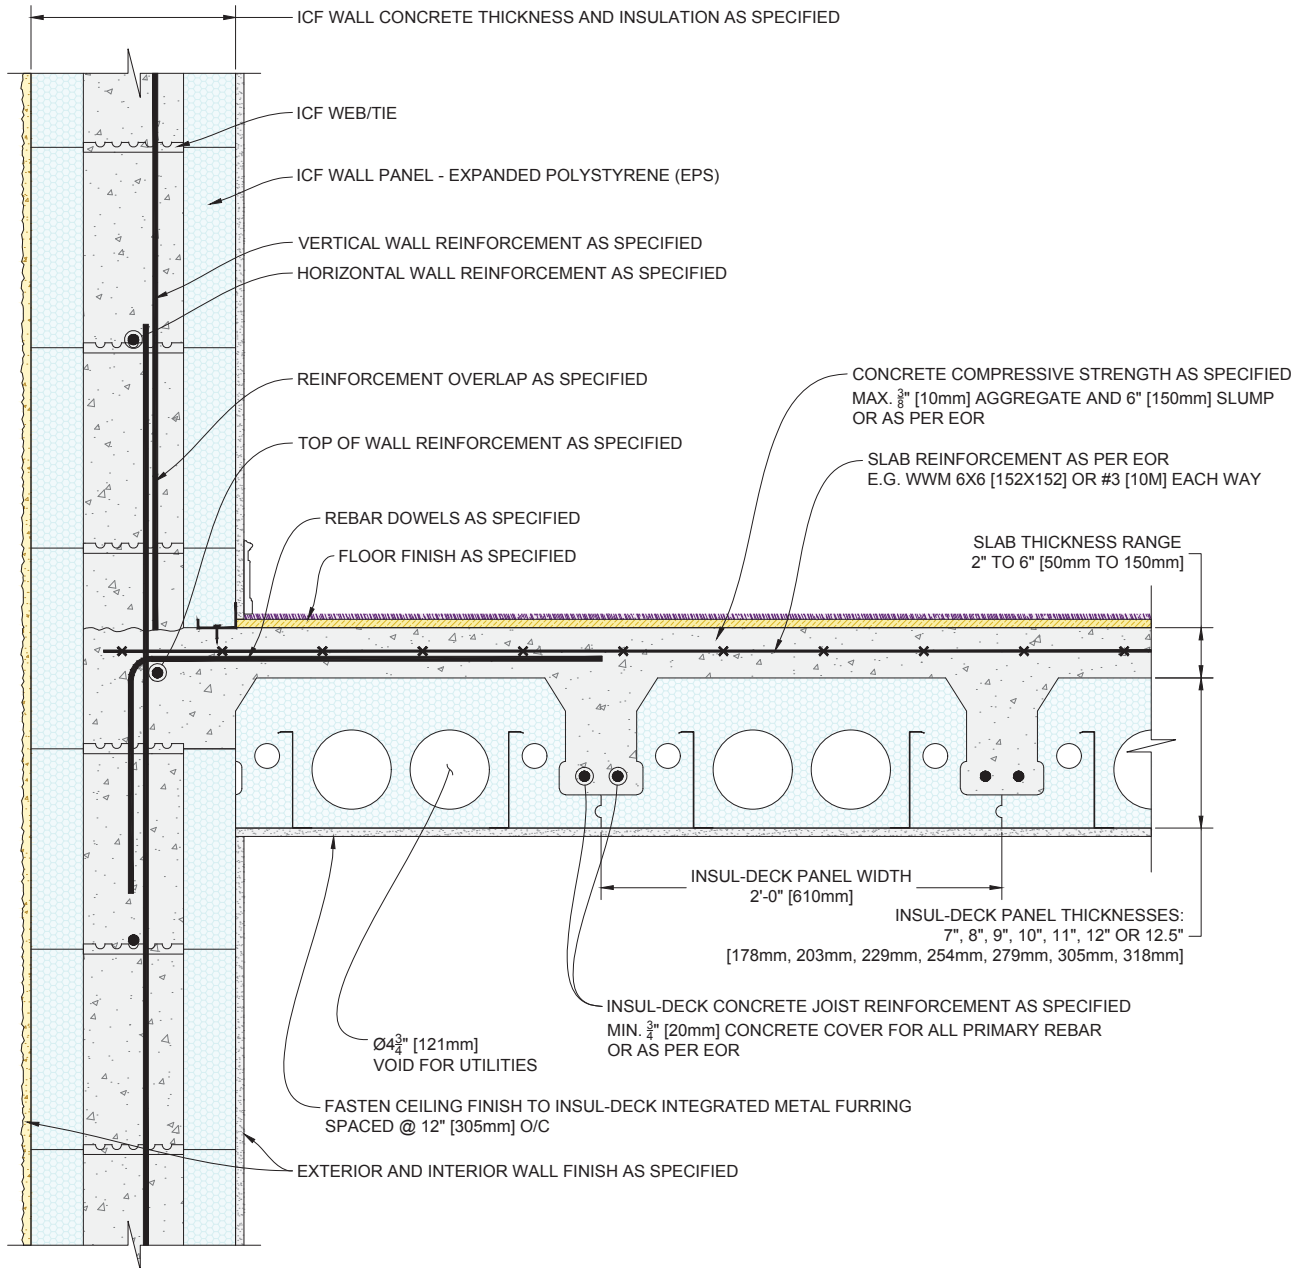 ICF WALL CONCRETE THICKNESS AND INSULATION AS SPECIFIED
ICF WEB/TIE
ICF WALL PANEL - EXPANDED POLYSTYRENE (EPS)
VERTICAL WALL REINFORCEMENT AS SPECIFIED
HORIZONTAL WALL REINFORCEMENT AS SPECIFIED
REINFORCEMENT OVERLAP AS SPECIFIED
TOP OF WALL REINFORCEMENT AS SPECIFIED
REBAR DOWELS AS SPECIFIED
FLOOR FINISH AS SPECIFIED
CONCRETE COMPRESSIVE STRENGTH AS SPECIFIED
MAX. 3/8" [10mm] AGGREGATE AND 6" [150mm] SLUMP
OR AS PER EOR
SLAB REINFORCEMENT AS PER EOR
E.G. WWM 6X6 [152X152] OR #3 [10M] EACH WAY
SLAB THICKNESS RANGE
2" TO 6" [50mm TO 150mm]
INSUL-DECK PANEL WIDTH
2'-0" [610mm]
INSUL-DECK PANEL THICKNESSES:
7", 8", 9", 10", 11", 12" OR 12.5"
[178mm, 203mm, 229mm, 254mm, 279mm, 305mm, 318mm]
INSUL-DECK CONCRETE JOIST REINFORCEMENT AS SPECIFIED
MIN. 3/4" [20mm] CONCRETE COVER FOR ALL PRIMARY REBAR
OR AS PER EOR
Ø4 3/4" [121mm]
VOID FOR UTILITIES
FASTEN CEILING FINISH TO INSUL-DECK INTEGRATED METAL FURRING
SPACED @ 12" [305mm] O/C
EXTERIOR AND INTERIOR WALL FINISH AS SPECIFIED